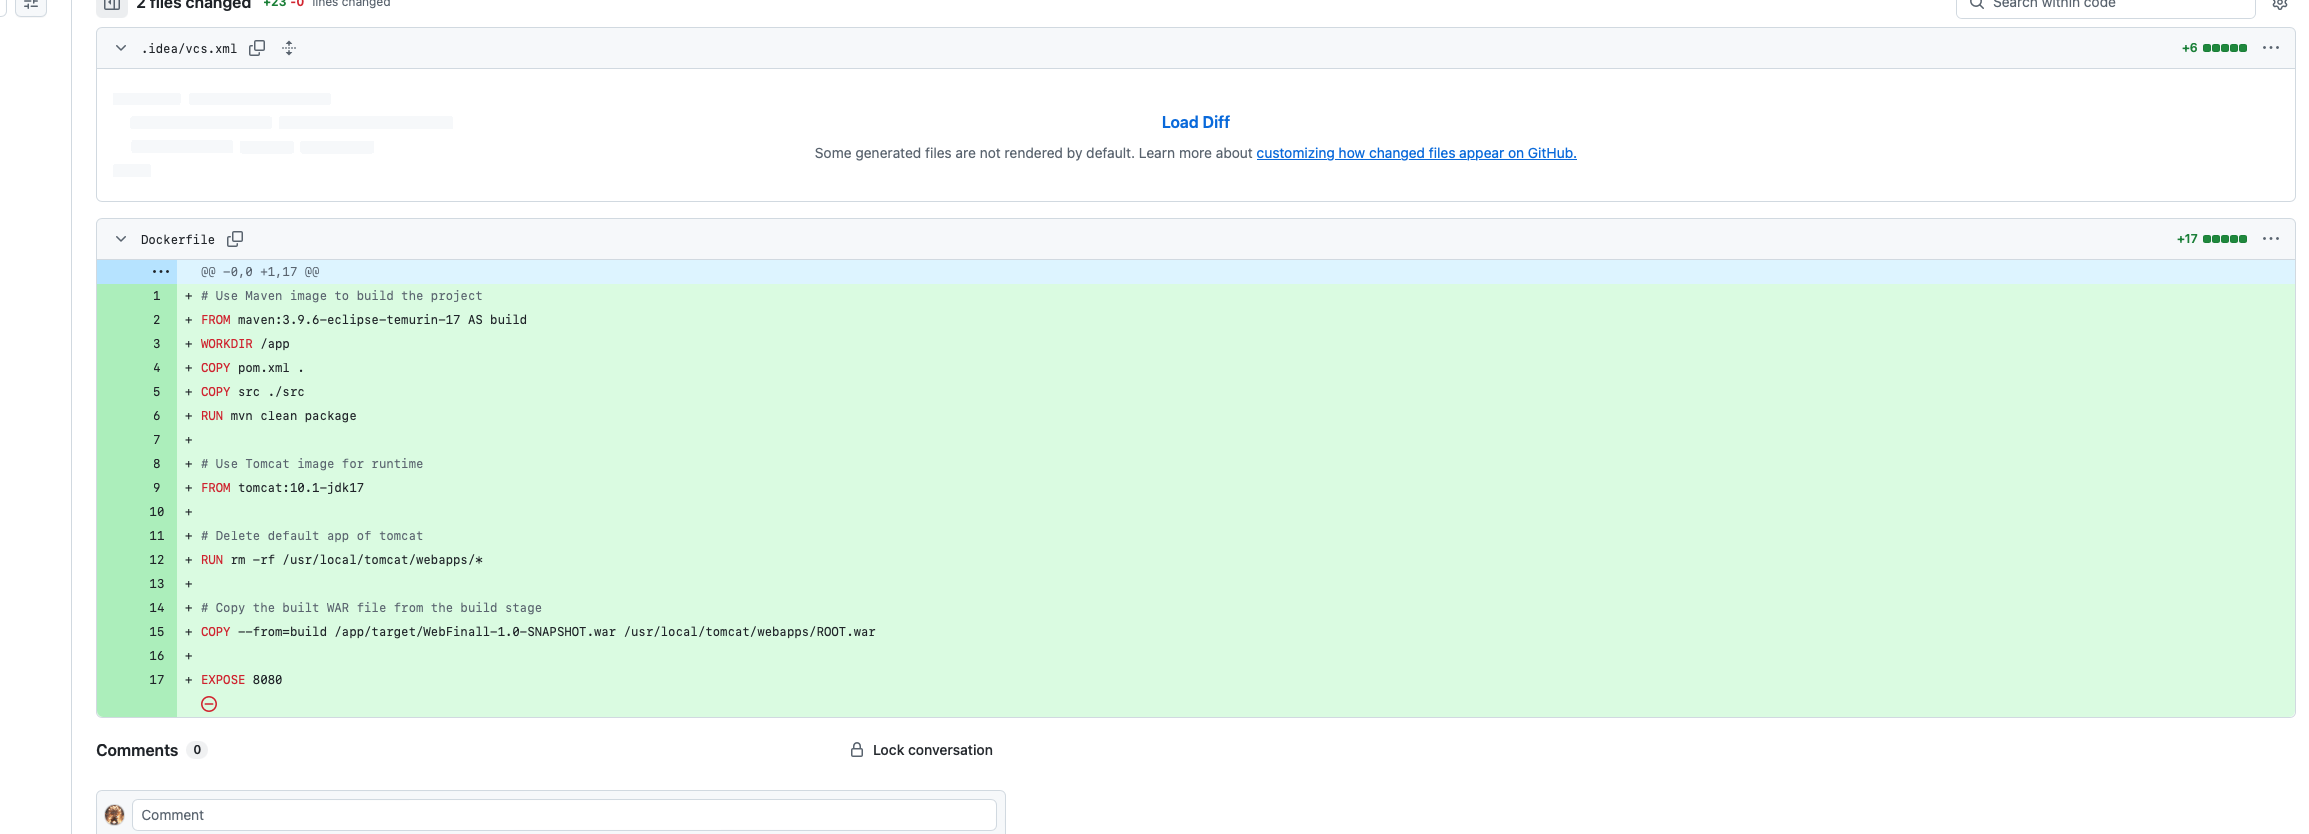 2 files changed +23 -0 lines changed
Search within code
.idea/vcs.xml
+6
Load Diff
Some generated files are not rendered by default. Learn more about customizing how changed files appear on GitHub.
Dockerfile
+17
@@ -0,0 +1,17 @@
1 + # Use Maven image to build the project
2 + FROM maven:3.9.6-eclipse-temurin-17 AS build
3 + WORKDIR /app
4 + COPY pom.xml .
5 + COPY src ./src
6 + RUN mvn clean package
7 +
8 + # Use Tomcat image for runtime
9 + FROM tomcat:10.1-jdk17
10 +
11 + # Delete default app of tomcat
12 + RUN rm -rf /usr/local/tomcat/webapps/*
13 +
14 + # Copy the built WAR file from the build stage
15 + COPY --from=build /app/target/WebFinall-1.0-SNAPSHOT.war /usr/local/tomcat/webapps/ROOT.war
16 +
17 + EXPOSE 8080
Comments 0
Lock conversation
Comment